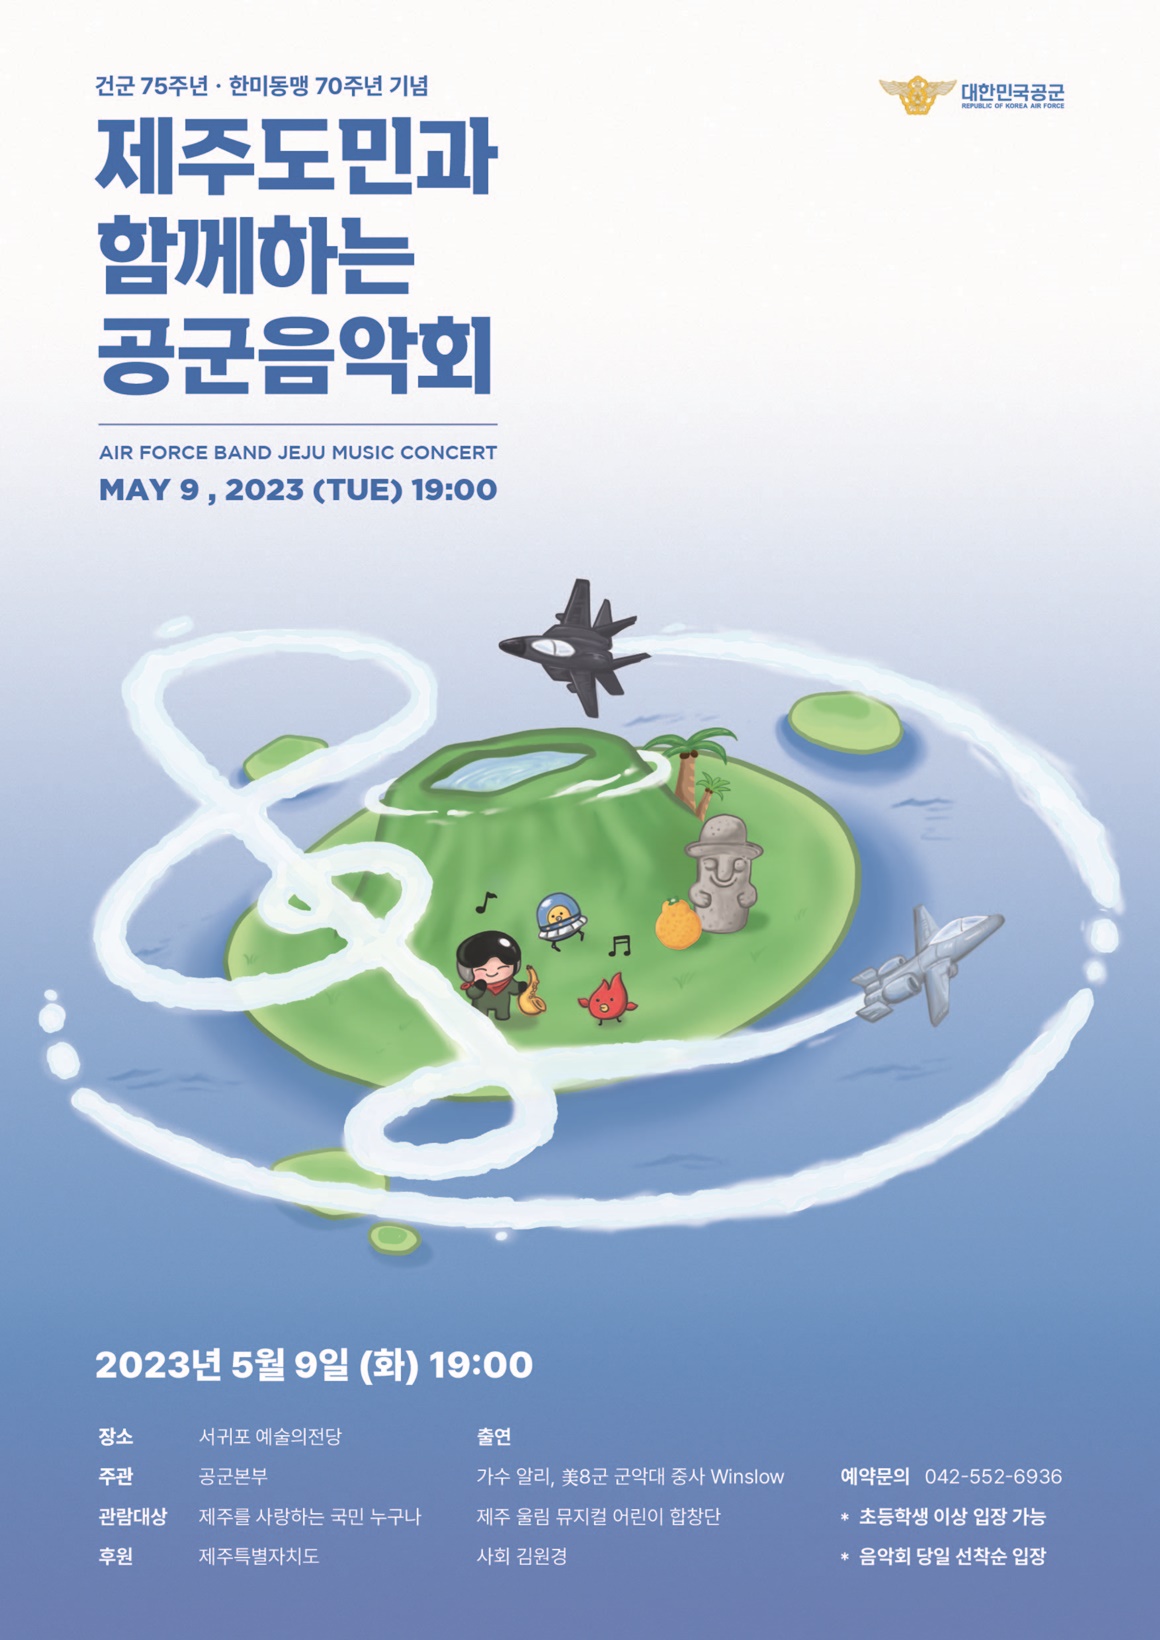 건군 75주년 · 한미동맹 70주년 기념
대한민국공군
REPUBLIC OF KOREA AIR FORCE
제주도민과
함께하는
공군음악회
AIR FORCE BAND JEJU MUSIC CONCERT
MAY 9 , 2023 (TUE) 19:00
2023년 5월 9일 (화) 19:00
장소 서귀포 예술의전당
주관 공군본부
관람대상 제주를 사랑하는 국민 누구나
후원 제주특별자치도
출연
가수 알리, 美8군 군악대 중사 Winslow
제주 울림 뮤지컬 어린이 합창단
사회 김원경
예약문의 042-552-6936
* 초등학생 이상 입장 가능
* 음악회 당일 선착순 입장